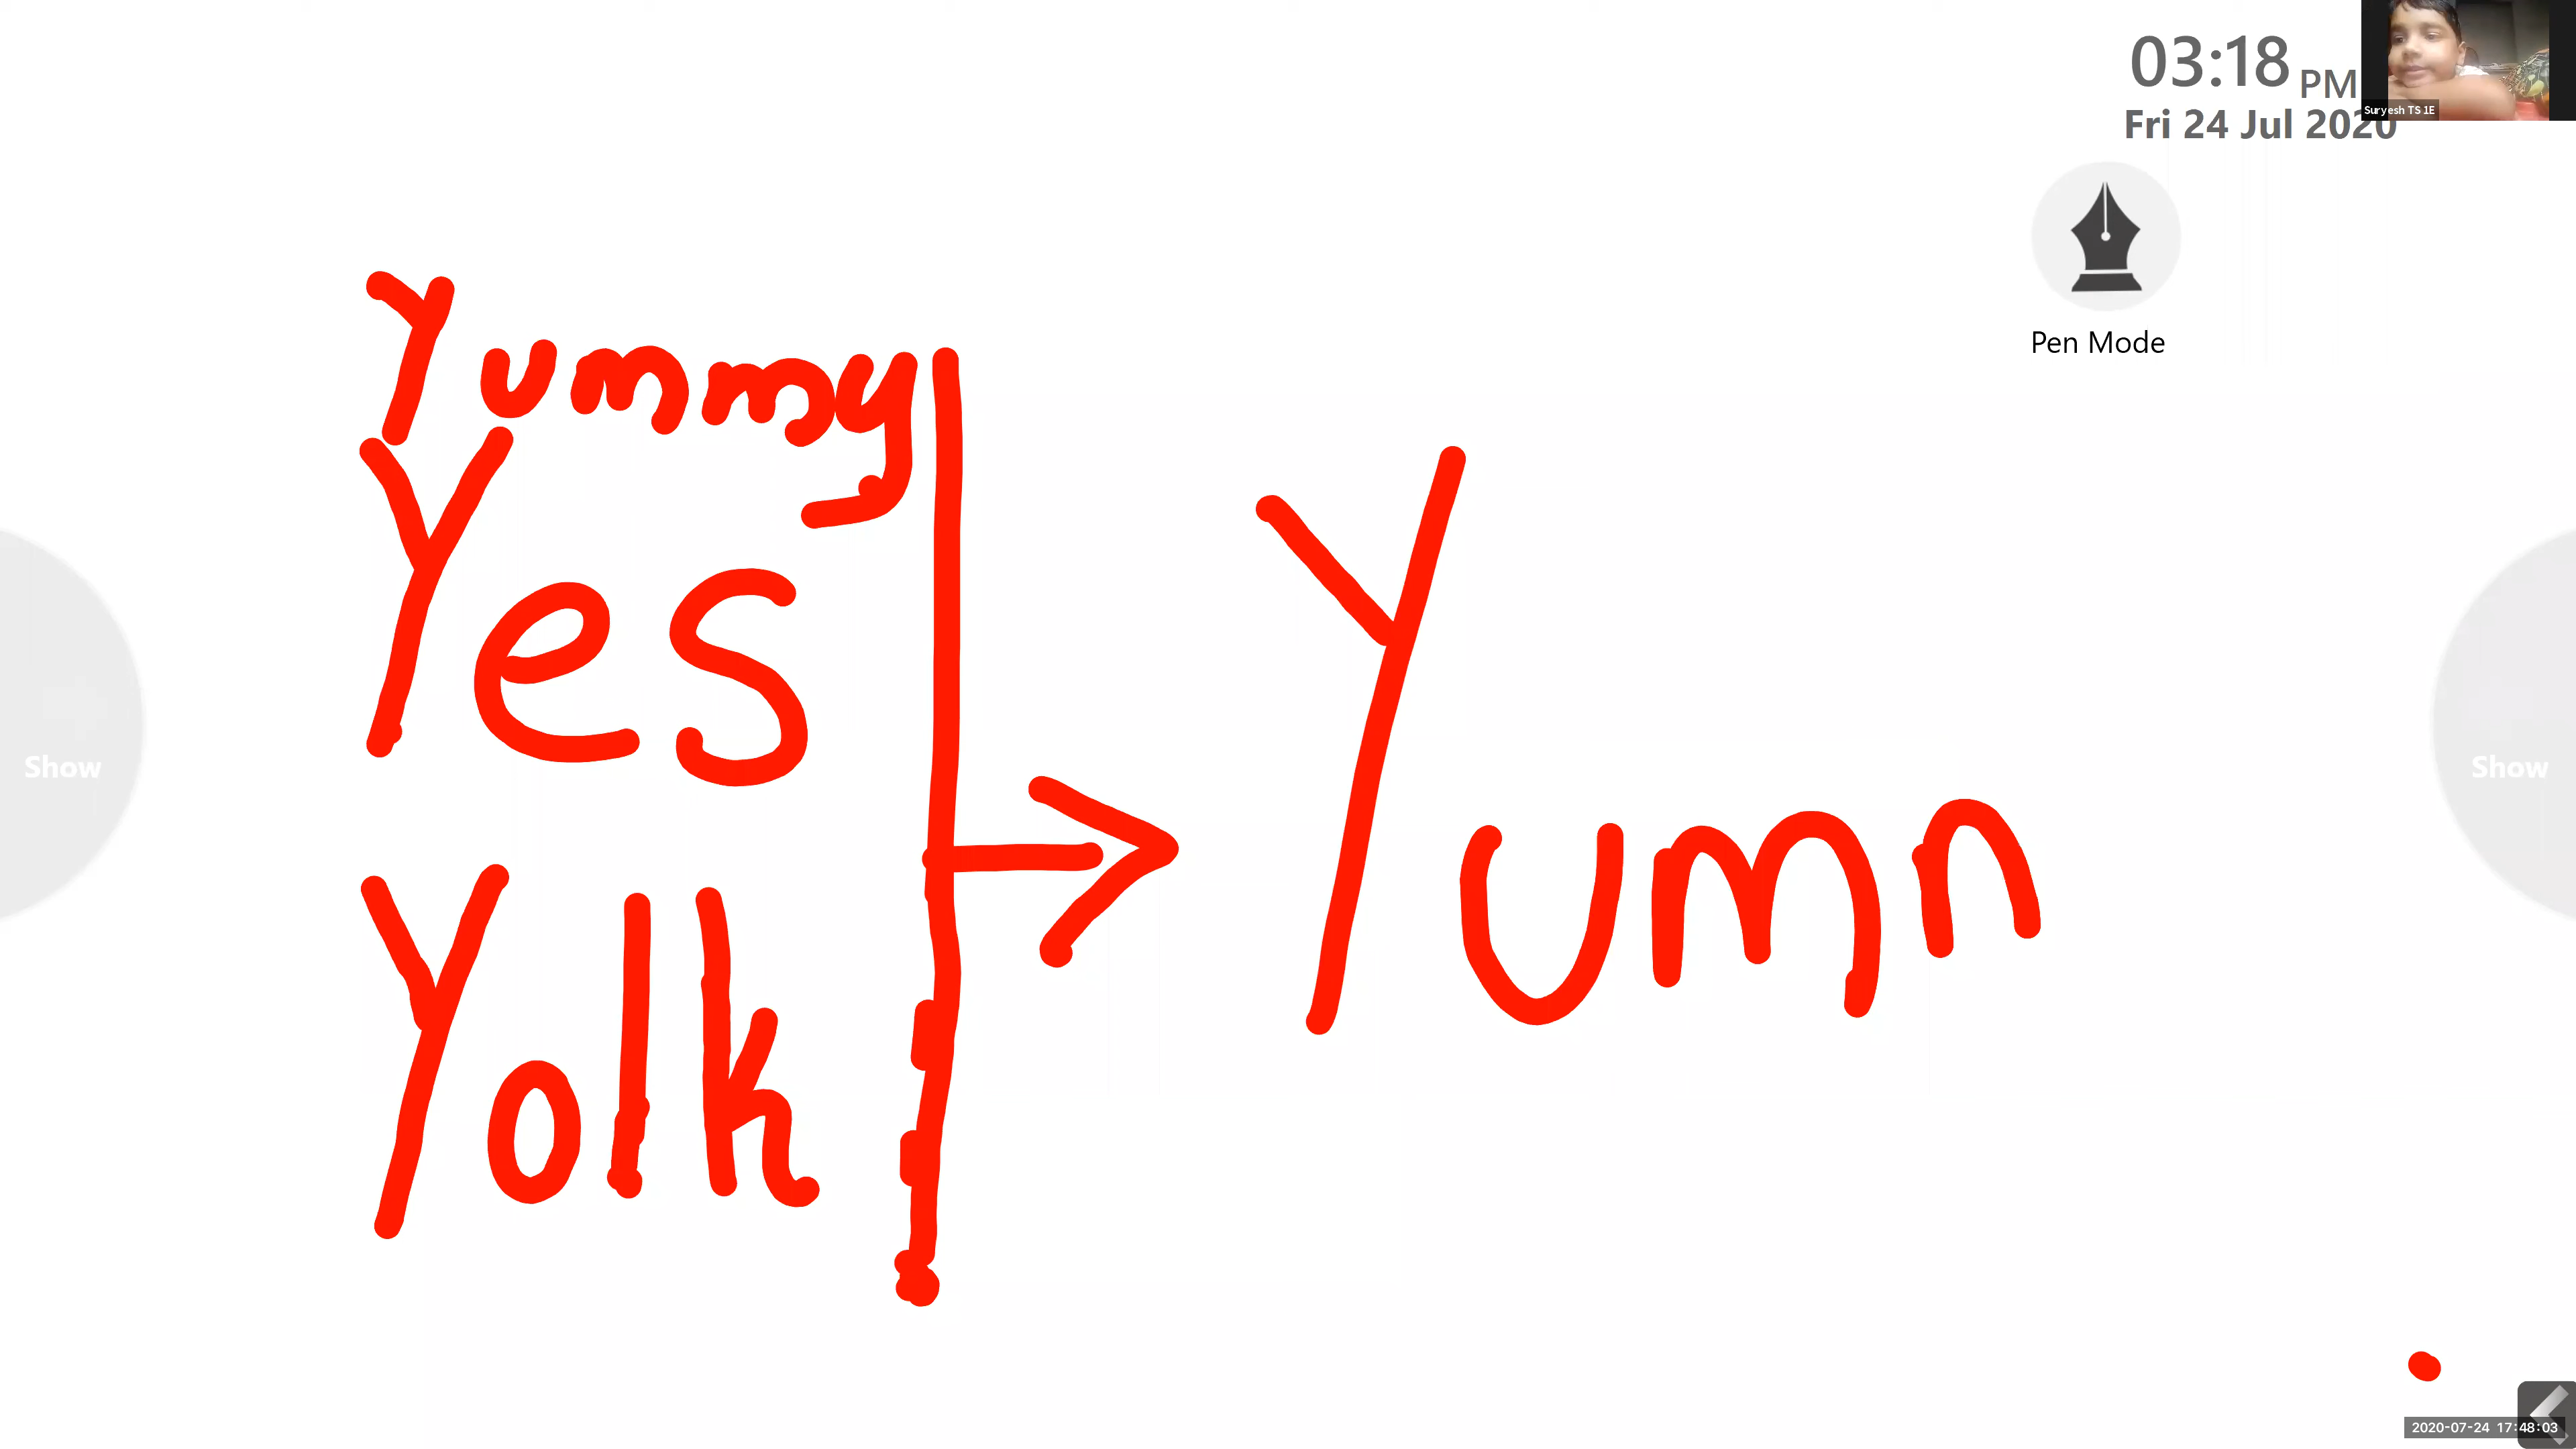 03:18 PM
Suryesh TS 1E
Fri 24 Jul 2020
Pen Mode
Yummy
Yes
Yolk
Yumn
Show
Show
2020-07-24 17:48:03